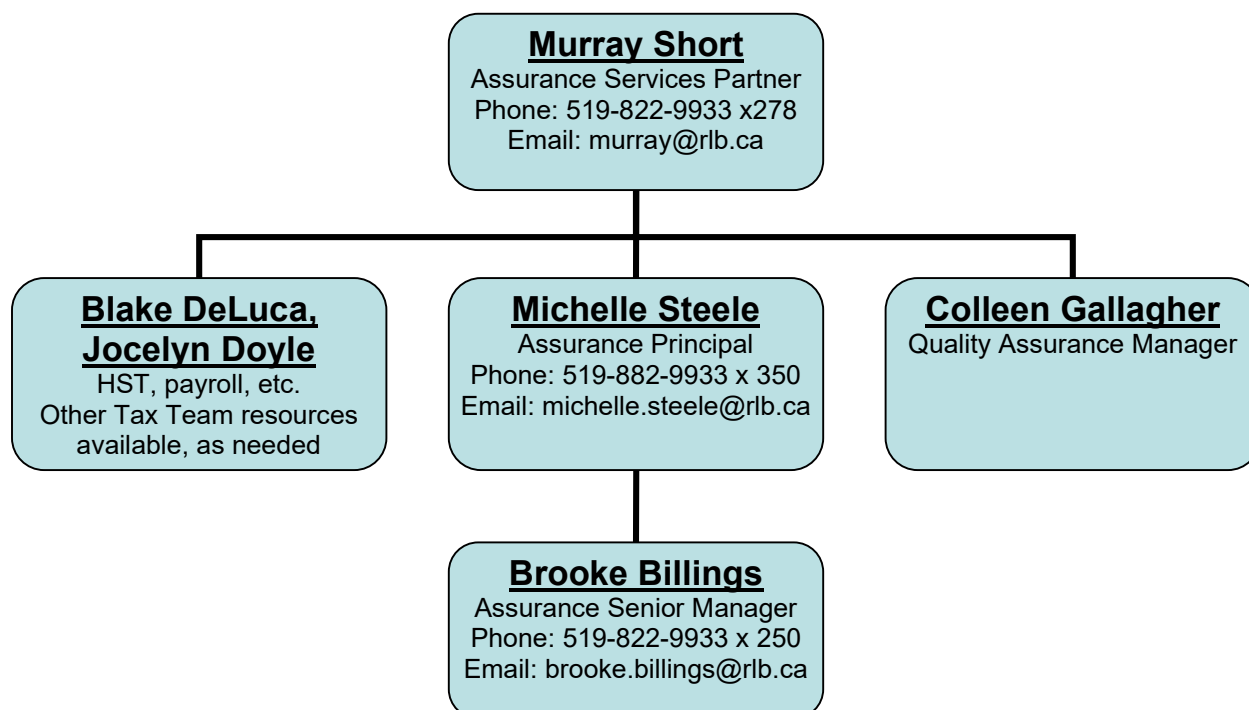 Murray Short
Assurance Services Partner
Phone: 519-822-9933 x278
Email: murray@rlb.ca
Blake DeLuca,
Jocelyn Doyle
HST, payroll, etc.
Other Tax Team resources
available, as needed
Michelle Steele
Assurance Principal
Phone: 519-882-9933 x 350
Email: michelle.steele@rlb.ca
Colleen Gallagher
Quality Assurance Manager
Brooke Billings
Assurance Senior Manager
Phone: 519-822-9933 x 250
Email: brooke.billings@rlb.ca